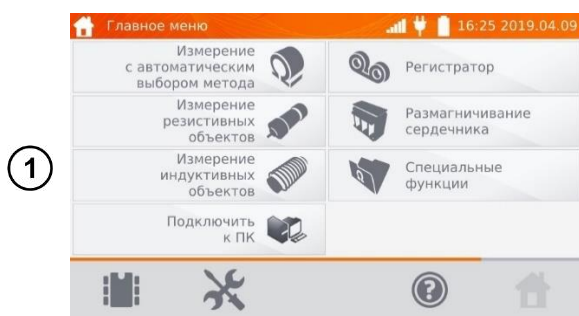 Главное меню
16:25 2019.04.09
Измерение
с автоматическим
выбором метода
Регистратор
Измерение
резистивных
объектов
Размагничивание
сердечника
1
Измерение
индуктивных
объектов
Специальные
функции
Подключить
к ПК